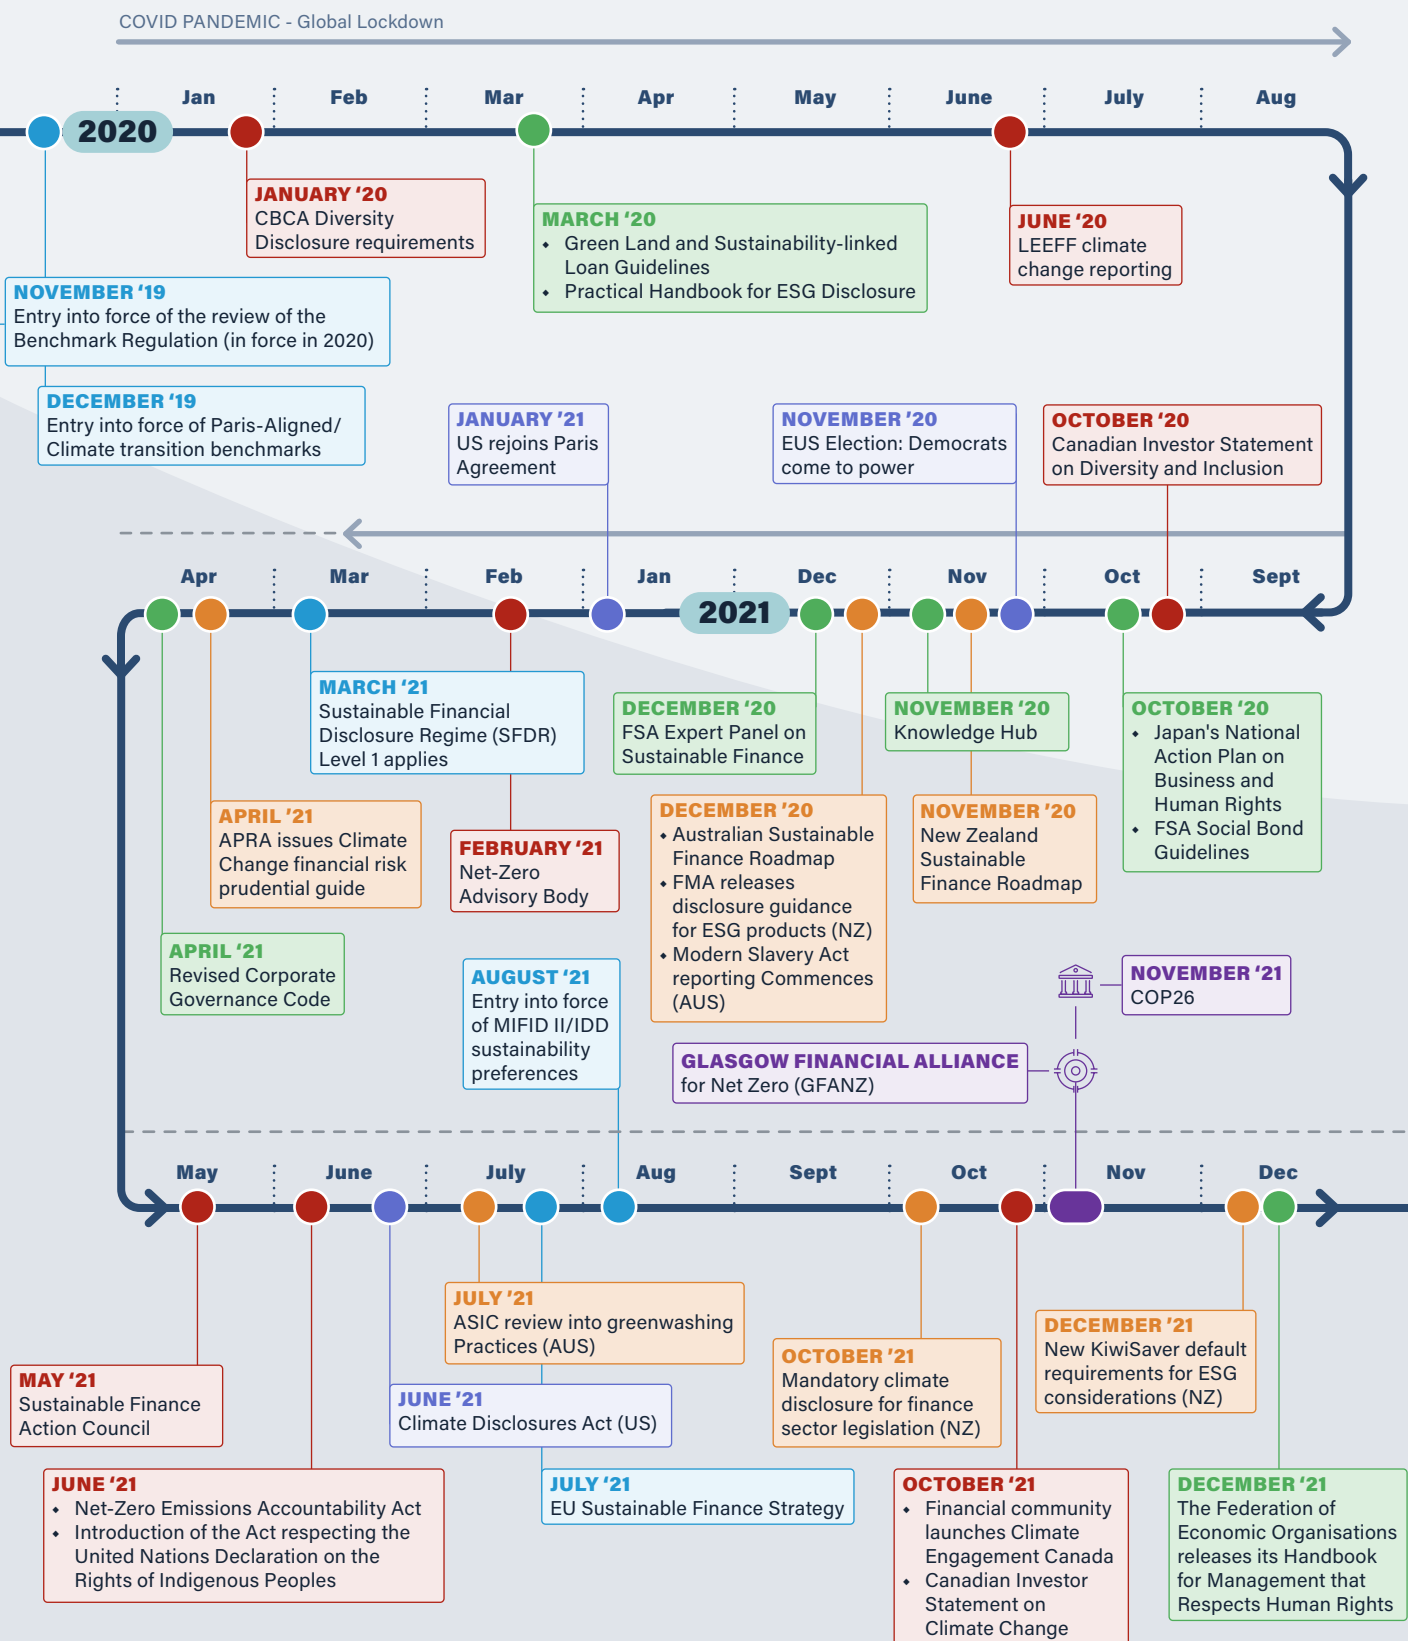 COVID PANDEMIC - Global Lockdown
Jan
Feb
Mar
Apr
May
June
July
Aug
2020
JANUARY ‘20
CBCA Diversity
Disclosure requirements
MARCH ‘20
• Green Land and Sustainability-linked
Loan Guidelines
• Practical Handbook for ESG Disclosure
JUNE ‘20
LEEFF climate
change reporting
NOVEMBER ‘19
Entry into force of the review of the
Benchmark Regulation (in force in 2020)
DECEMBER ‘19
Entry into force of Paris-Aligned/
Climate transition benchmarks
JANUARY ’21
US rejoins Paris
Agreement
NOVEMBER ‘20
EUS Election: Democrats
come to power
OCTOBER ‘20
Canadian Investor Statement
on Diversity and Inclusion
Apr
Mar
Feb
Jan
Dec
Nov
Oct
Sept
2021
MARCH ‘21
Sustainable Financial
Disclosure Regime (SFDR)
Level 1 applies
DECEMBER ‘20
FSA Expert Panel on
Sustainable Finance
NOVEMBER ‘20
Knowledge Hub
OCTOBER ‘20
• Japan's National
Action Plan on
Business and
Human Rights
• FSA Social Bond
Guidelines
APRIL ’21
APRA issues Climate
Change financial risk
prudential guide
FEBRUARY ‘21
Net-Zero
Advisory Body
DECEMBER ‘20
• Australian Sustainable
Finance Roadmap
• FMA releases
disclosure guidance
for ESG products (NZ)
• Modern Slavery Act
reporting Commences
(AUS)
NOVEMBER ‘20
New Zealand
Sustainable
Finance Roadmap
APRIL ‘21
Revised Corporate
Governance Code
AUGUST ‘21
Entry into force
of MIFID II/IDD
sustainability
preferences
NOVEMBER ‘21
COP26
GLASGOW FINANCIAL ALLIANCE
for Net Zero (GFANZ)
May
June
July
Aug
Sept
Oct
Nov
Dec
JULY ’21
ASIC review into greenwashing
Practices (AUS)
DECEMBER ’21
New KiwiSaver default
requirements for ESG
considerations (NZ)
OCTOBER ’21
Mandatory climate
disclosure for finance
sector legislation (NZ)
MAY ‘21
Sustainable Finance
Action Council
JUNE ’21
Climate Disclosures Act (US)
JUNE ‘21
• Net-Zero Emissions Accountability Act
• Introduction of the Act respecting the
United Nations Declaration on the
Rights of Indigenous Peoples
JULY ‘21
EU Sustainable Finance Strategy
OCTOBER ‘21
• Financial community
launches Climate
Engagement Canada
• Canadian Investor
Statement on
Climate Change
DECEMBER ‘21
The Federation of
Economic Organisations
releases its Handbook
for Management that
Respects Human Rights